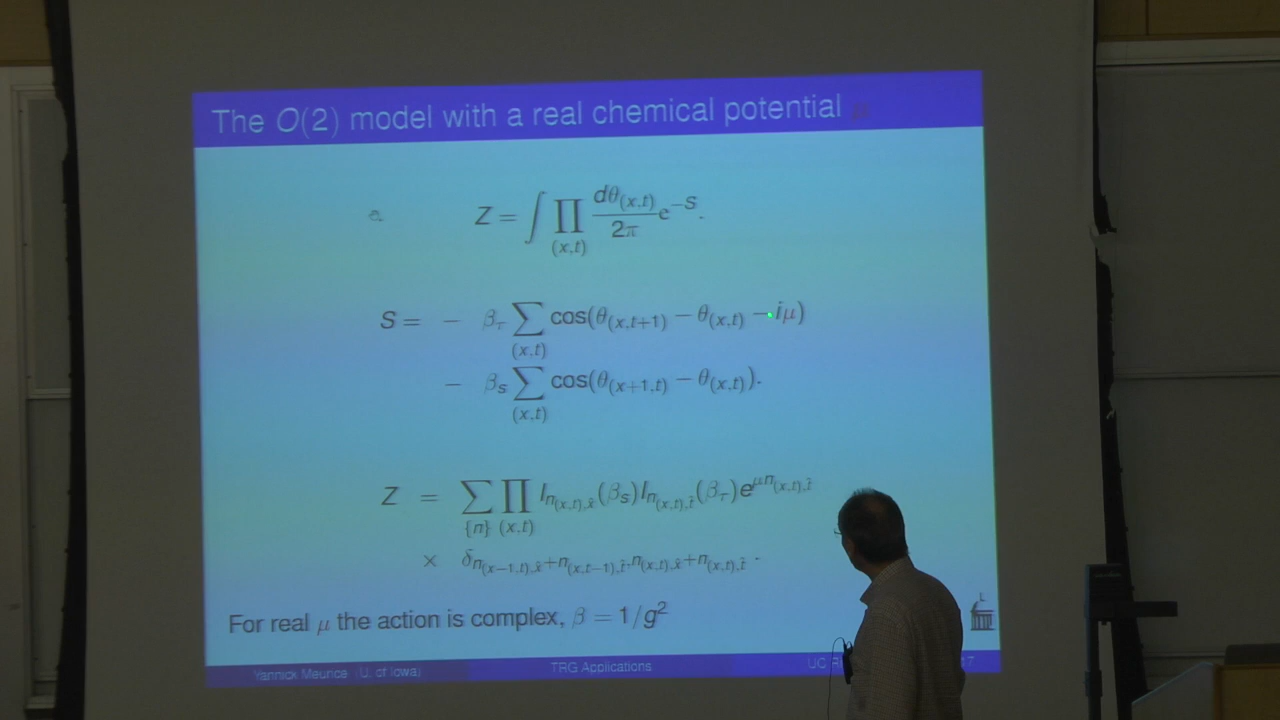 The O(2) model with a real chemical potential μ
Z = ∫ ∏_{(x,t)} dθ_{(x,t)}/2π e^{-S}.
S = − β_τ ∑_{(x,t)} cos(θ_{(x,t+1)} − θ_{(x,t)} − iμ)
− β_s ∑_{(x,t)} cos(θ_{(x+1,t)} − θ_{(x,t)}).
Z = ∑_{{n}} ∏_{(x,t)} I_{n_{(x,t),x̂}}(β_s) I_{n_{(x,t),t̂}}(β_τ) e^{μn_{(x,t),t̂}}
× δ_{n_{(x−1,t),x̂}+n_{(x,t−1),t̂},n_{(x,t),x̂}+n_{(x,t),t̂}}.
For real μ the action is complex, β = 1/g²
Yannick Meurice (U. of Iowa) TRG Applications UC